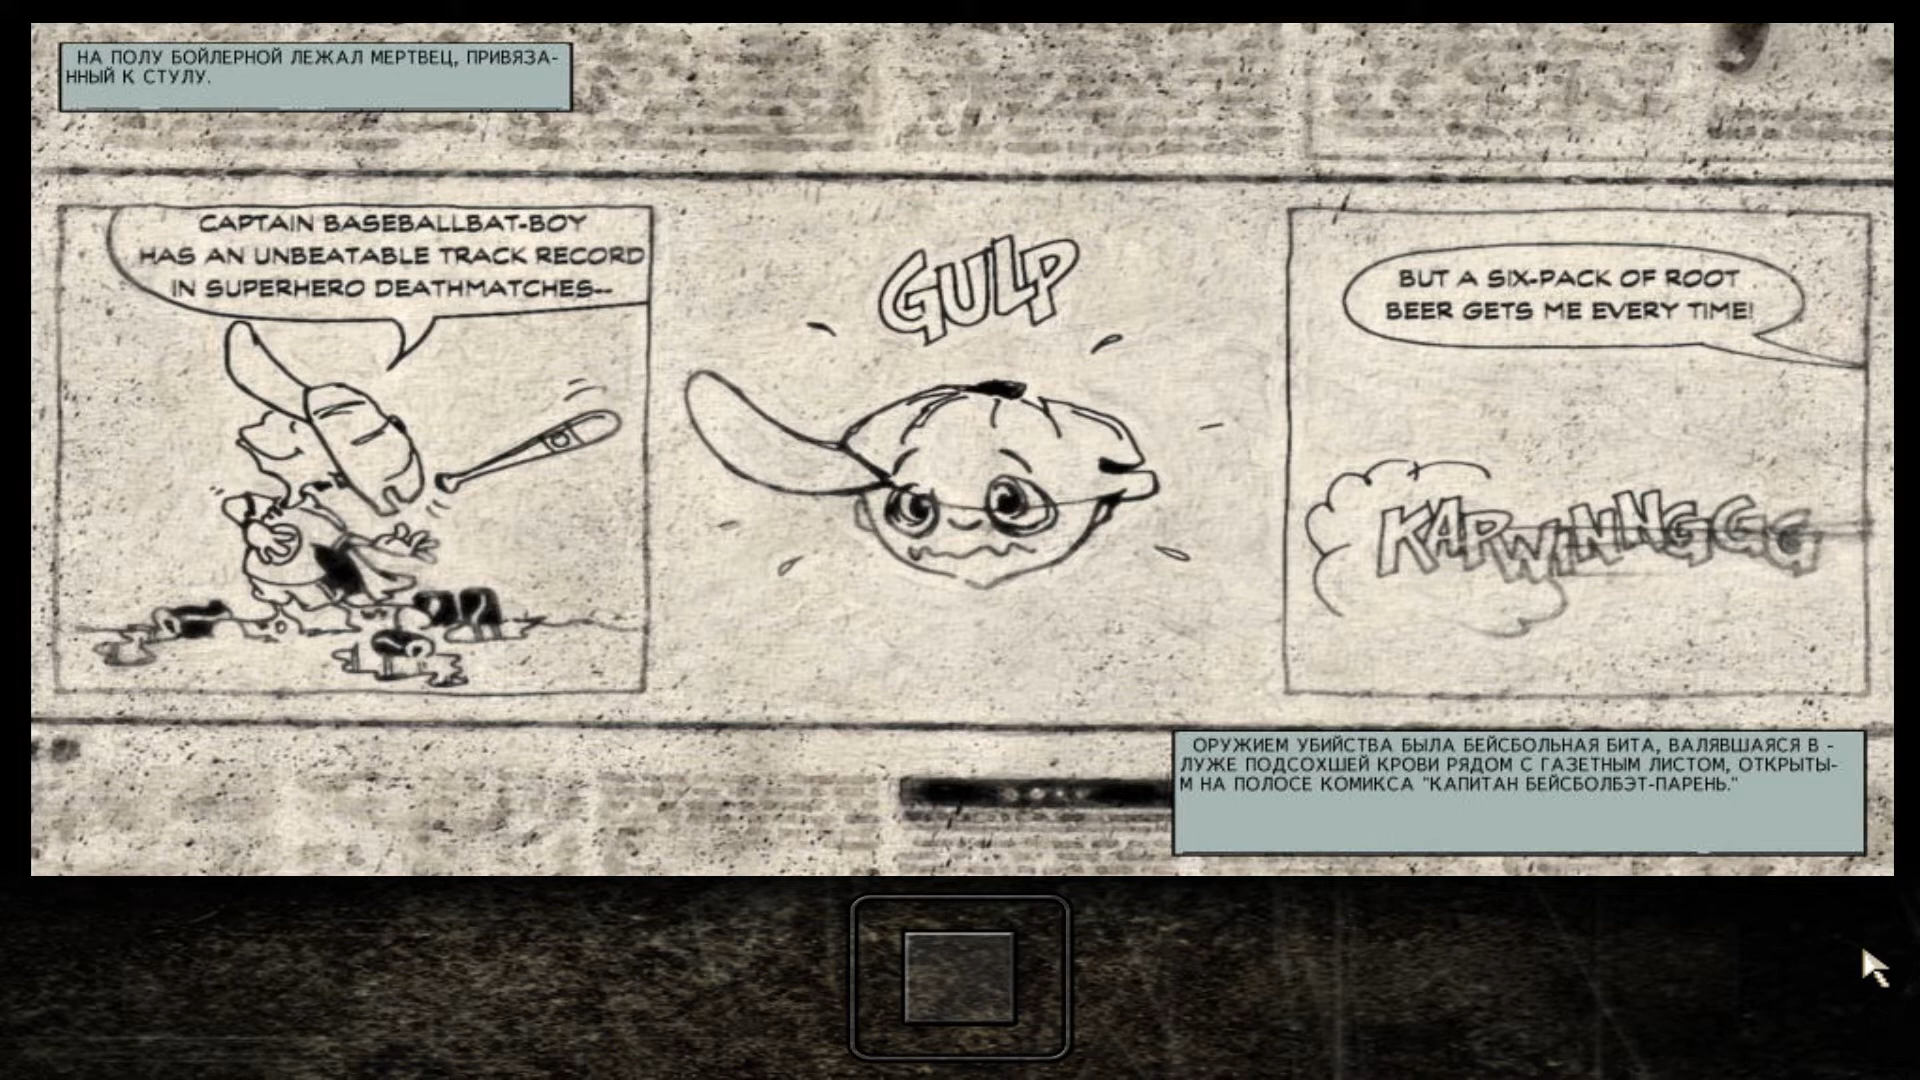 НА ПОЛУ БОЙЛЕРНОЙ ЛЕЖАЛ МЕРТВЕЦ, ПРИВЯЗА-
ННЫЙ К СТУЛУ.
CAPTAIN BASEBALLBAT-BOY
HAS AN UNBEATABLE TRACK RECORD
IN SUPERHERO DEATHMATCHES--
GULP
BUT A SIX-PACK OF ROOT
BEER GETS ME EVERY TIME!
KAPWINNGGG
ОРУЖИЕМ УБИЙСТВА БЫЛА БЕЙСБОЛЬНАЯ БИТА, ВАЛЯВШАЯСЯ В -
ЛУЖЕ ПОДСОХШЕЙ КРОВИ РЯДОМ С ГАЗЕТНЫМ ЛИСТОМ, ОТКРЫТЫ-
М НА ПОЛОСЕ КОМИКСА "КАПИТАН БЕЙСБОЛБЭТ-ПАРЕНЬ."